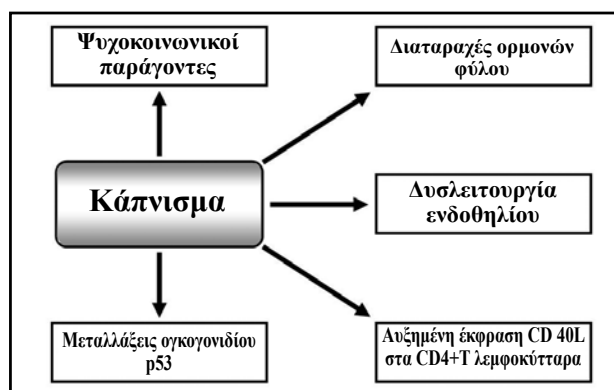 Ψυχοκοινωνικοί
παράγοντες
Διαταραχές ορμονών
φύλου
Κάπνισμα
Δυσλειτουργία
ενδοθηλίου
Μεταλλάξεις ογκογονιδίου
p53
Αυξημένη έκφραση CD 40L
στα CD4+T λεμφοκύτταρα